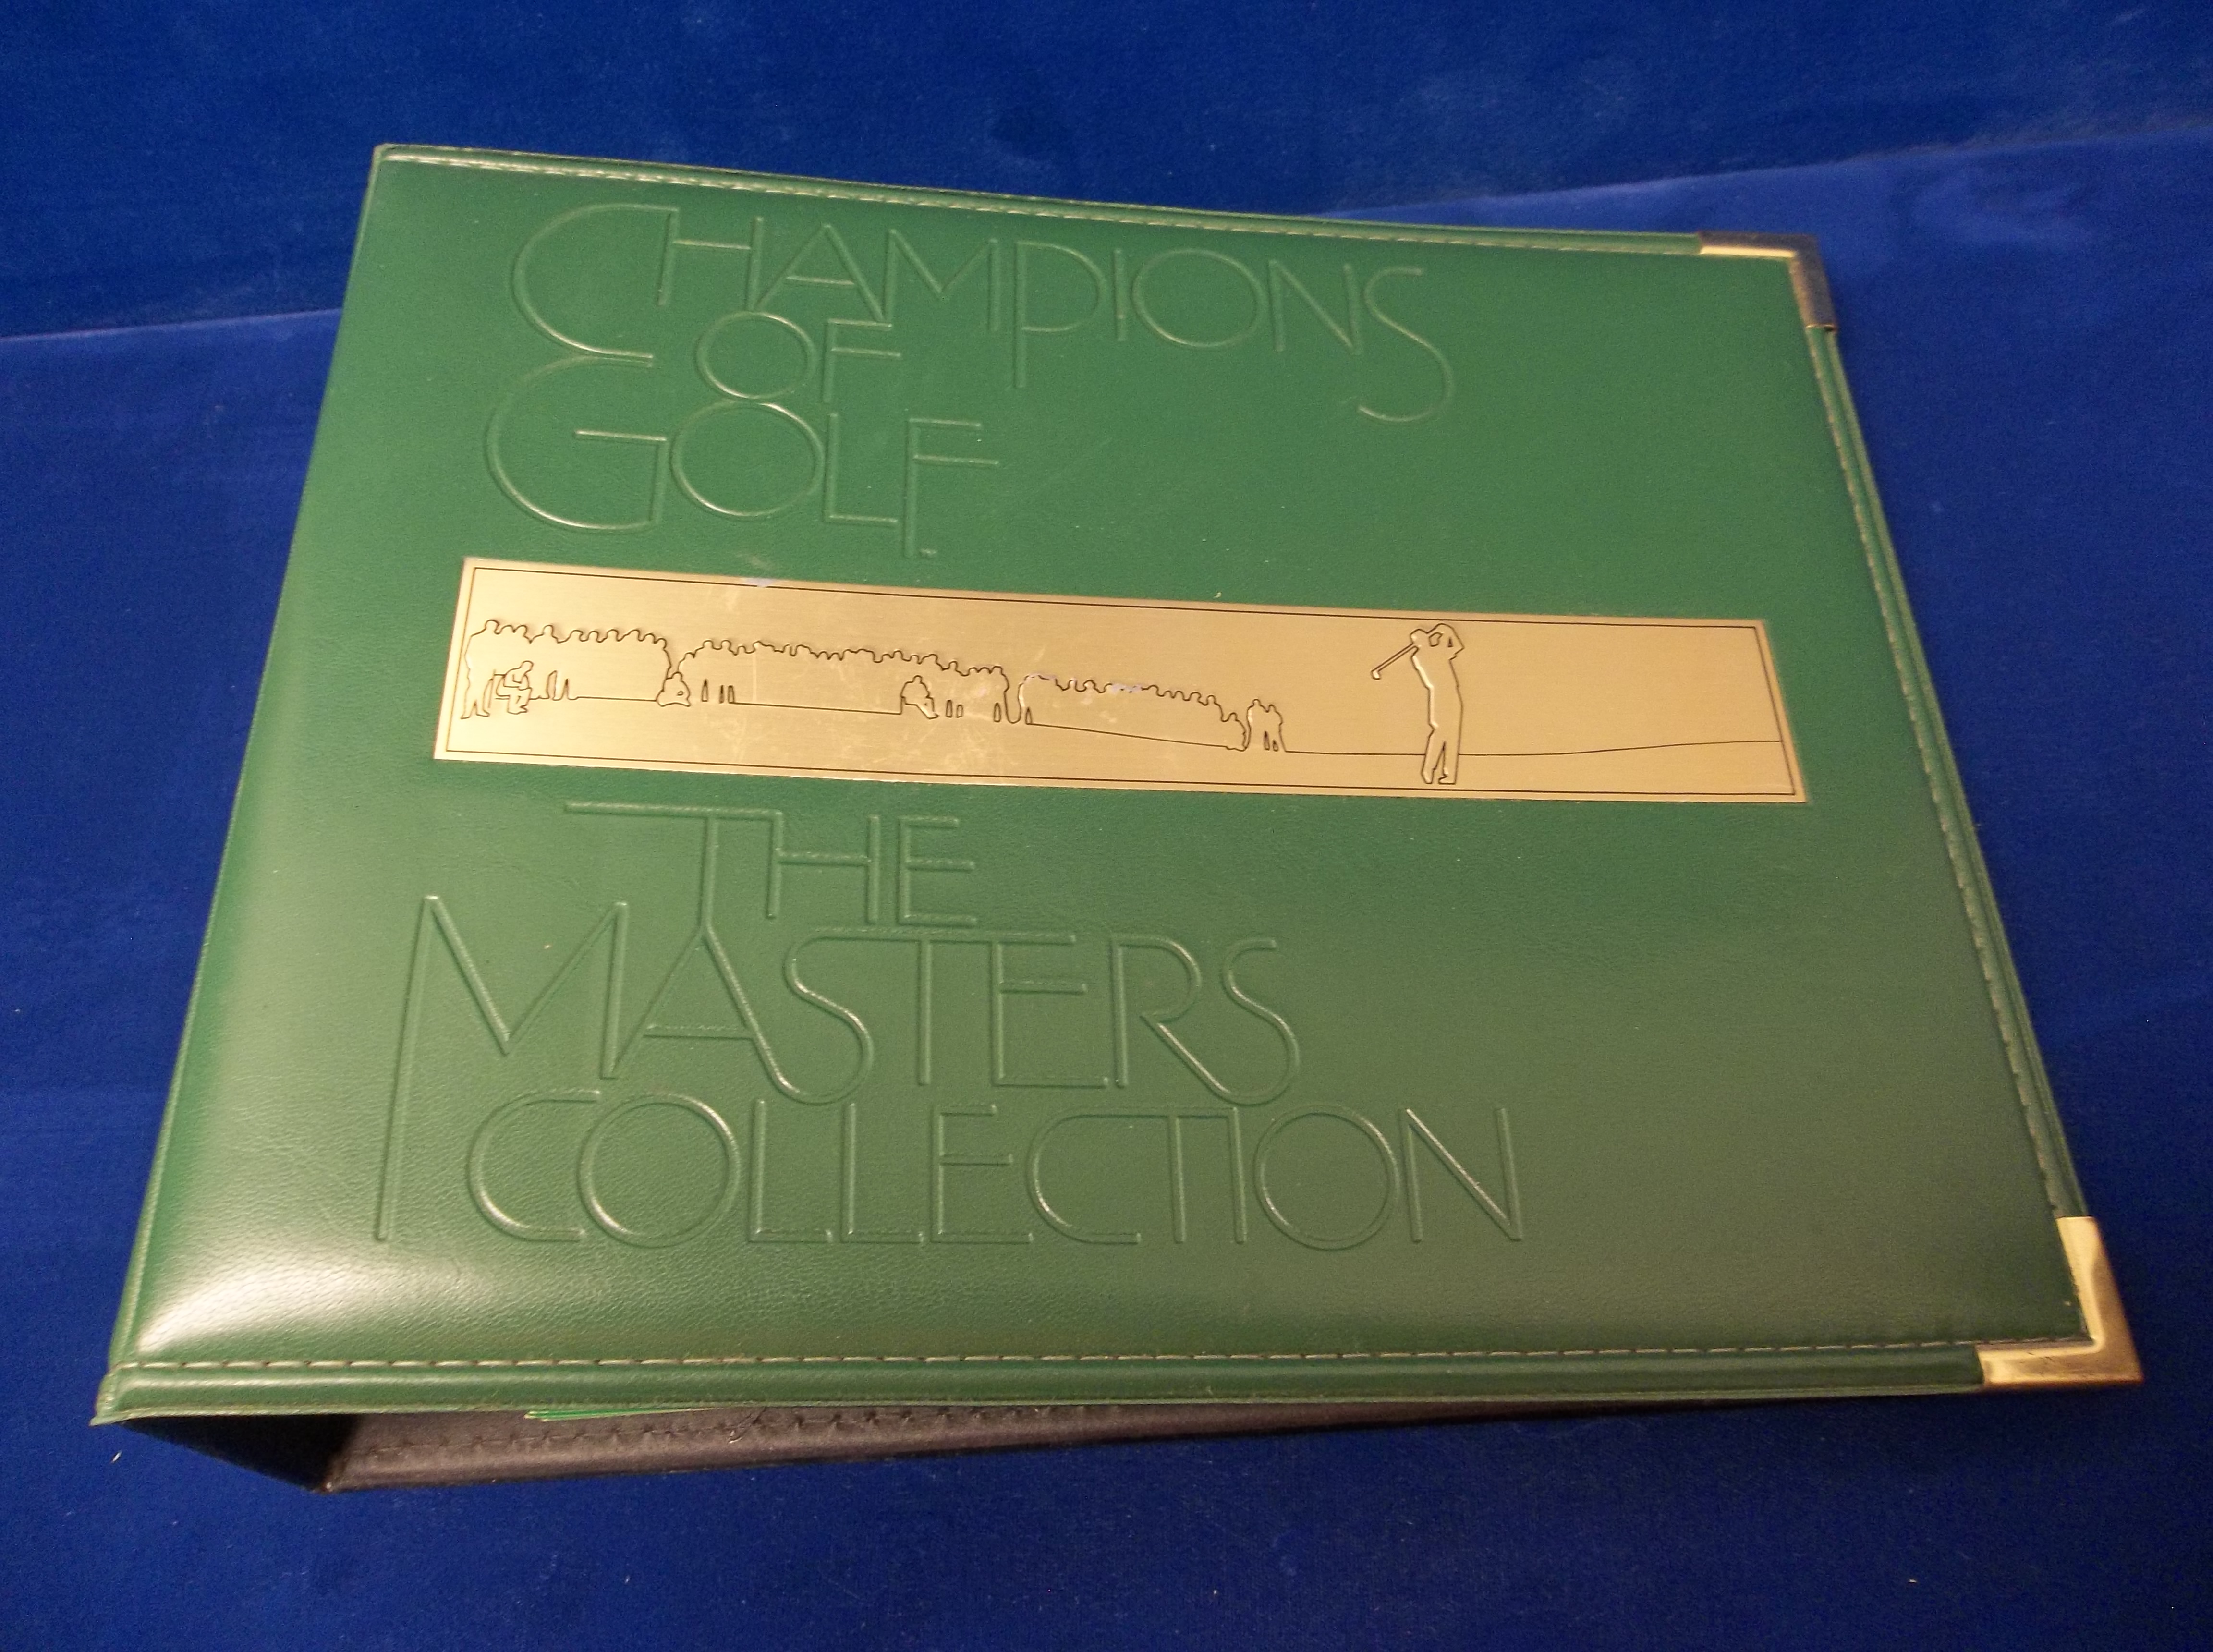 CHAMPIONS
OF
GOLF
THE
MASTERS
COLLECTION